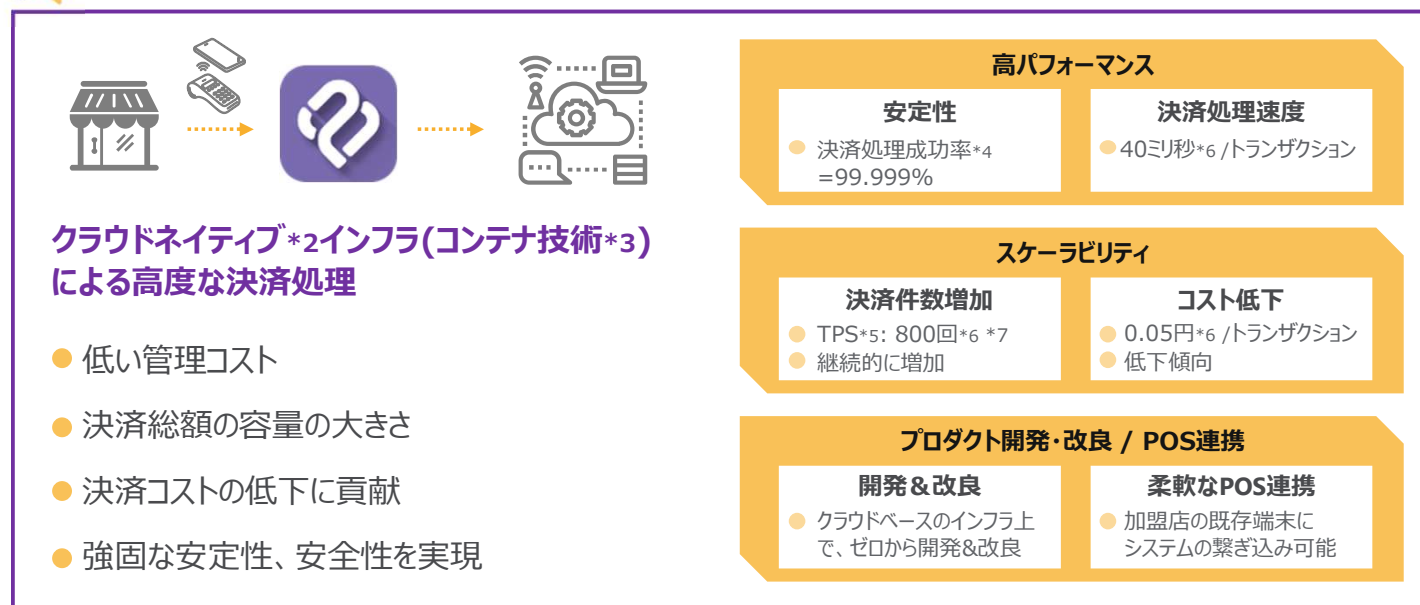 クラウドネイティブ*2インフラ(コンテナ技術*3)
による高度な決済処理
低い管理コスト
決済総額の容量の大きさ
決済コストの低下に貢献
強固な安定性、安全性を実現
高パフォーマンス
安定性
決済処理成功率*4
=99.999%
決済処理速度
40ミリ秒*6 /トランザクション
スケーラビリティ
決済件数増加
TPS*5: 800回*6 *7
継続的に増加
コスト低下
0.05円*6 /トランザクション
低下傾向
プロダクト開発・改良 / POS連携
開発&改良
クラウドベースのインフラ上
で、ゼロから開発&改良
柔軟なPOS連携
加盟店の既存端末に
システムの繋ぎ込み可能